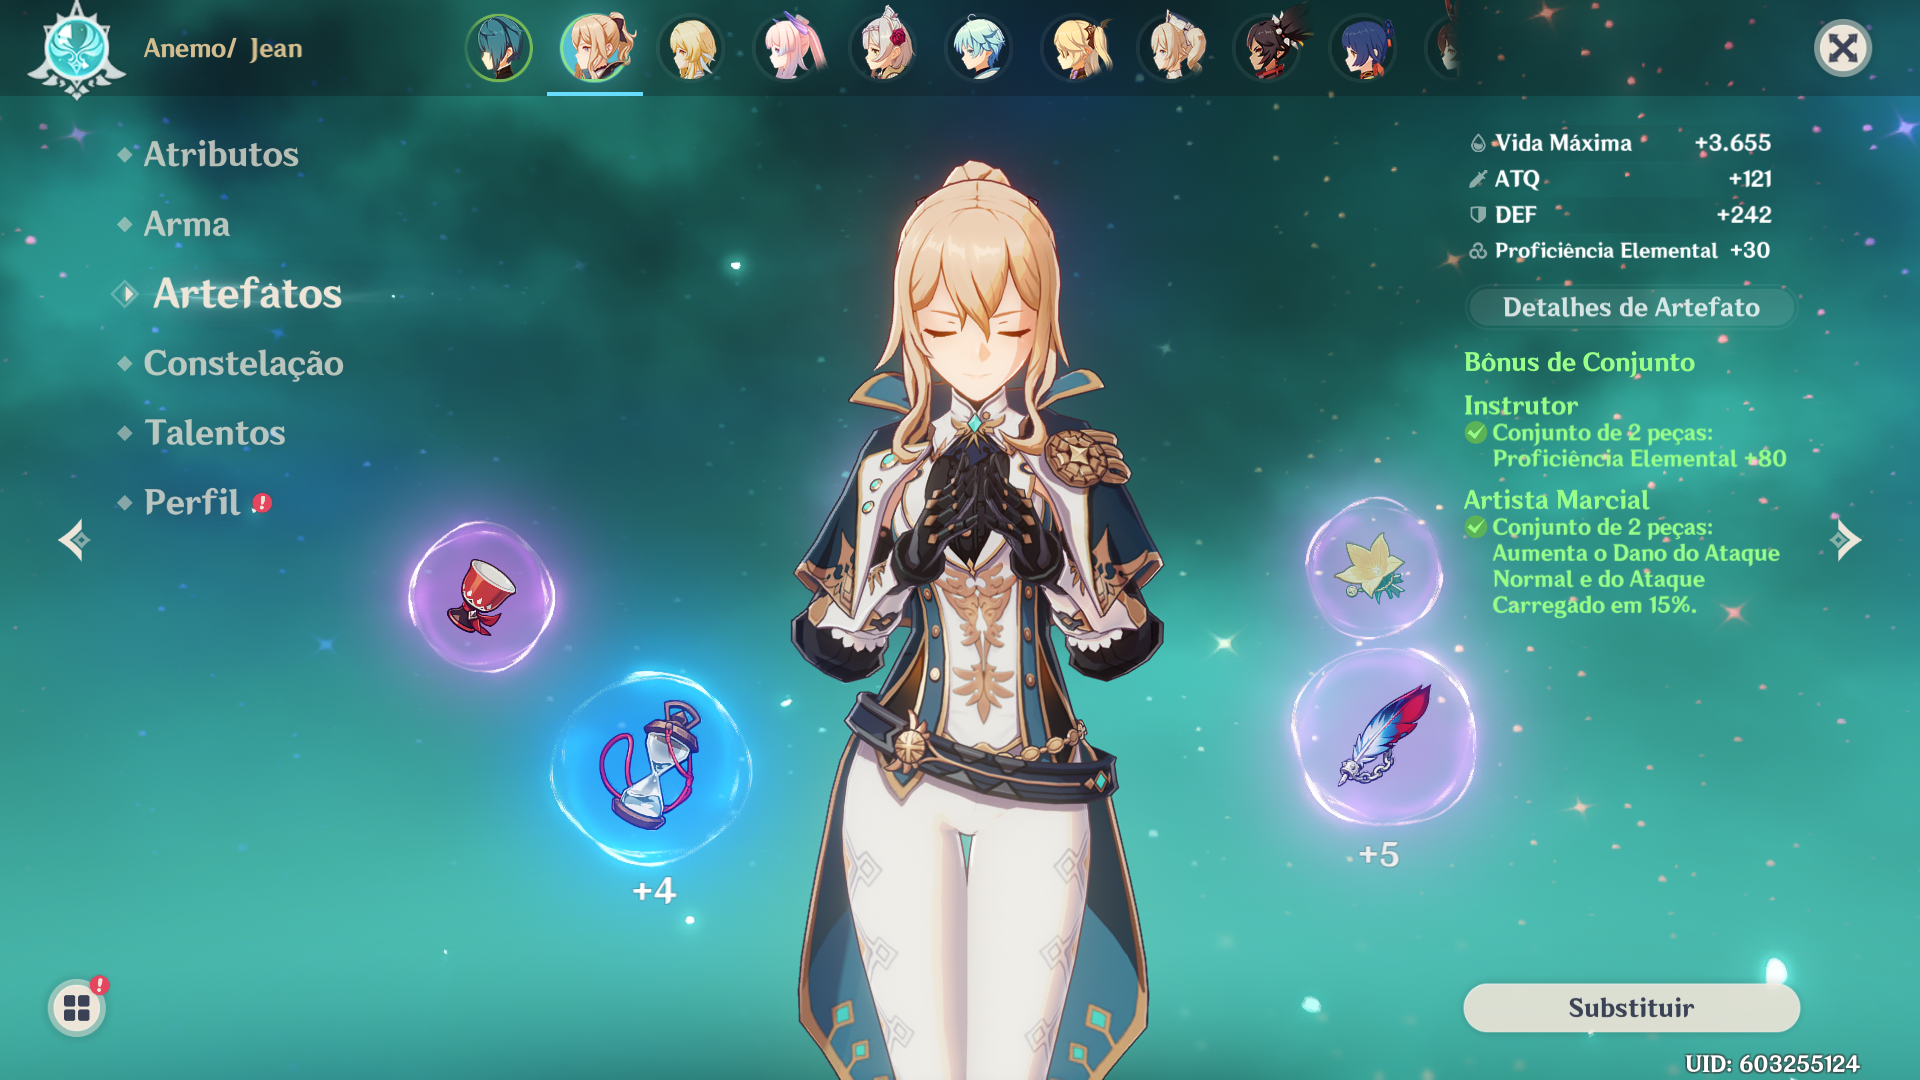 Anemo/ Jean
Atributos
Arma
Artefatos
Constelação
Talentos
Perfil
Vida Máxima +3.655
ATQ +121
DEF +242
Proficiência Elemental +30
Detalhes de Artefato
Bônus de Conjunto
Instrutor
Conjunto de 2 peças:
Proficiência Elemental +80
Artista Marcial
Conjunto de 2 peças:
Aumenta o Dano do Ataque
Normal e do Ataque
Carregado em 15%.
+4
+5
Substituir
UID: 603255124